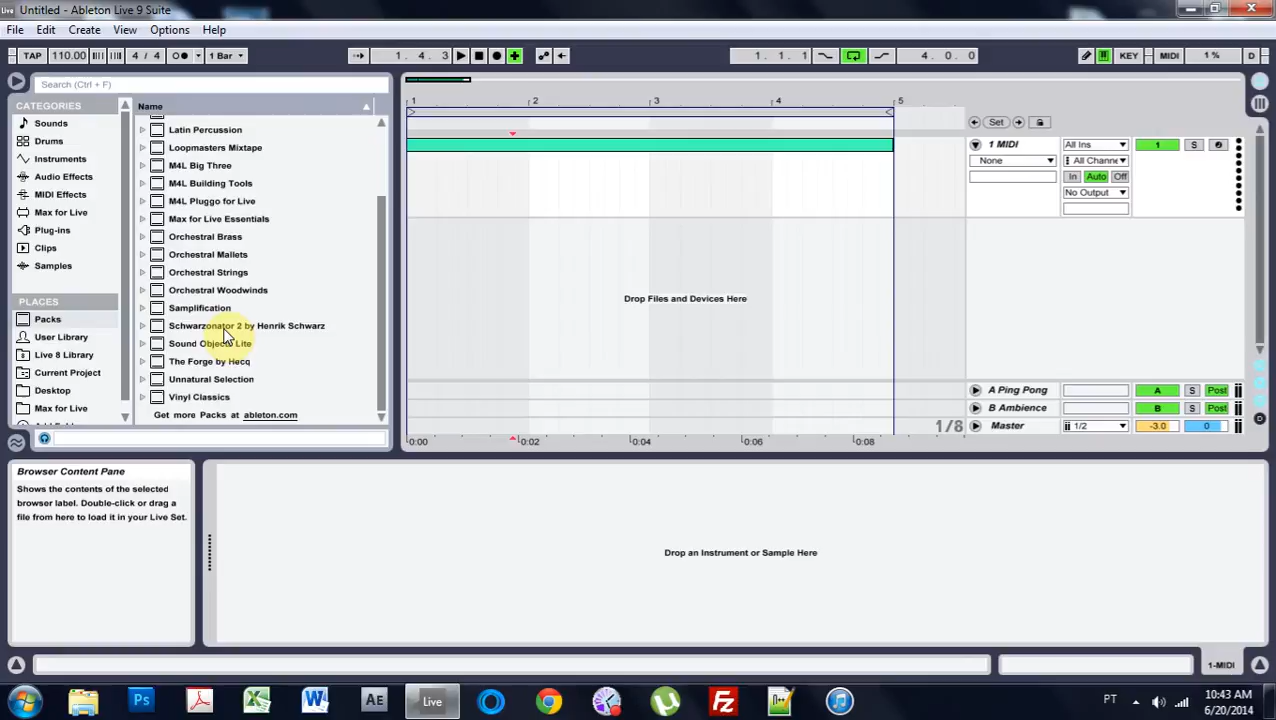 Live Untitled - Ableton Live 9 Suite
File Edit Create View Options Help
TAP 110.00 4 / 4 1 Bar 1. 4. 3 1. 1. 1 4. 0. 0 KEY MIDI 1 % D
Search (Ctrl + F)
CATEGORIES
Sounds
Drums
Instruments
Audio Effects
MIDI Effects
Max for Live
Plug-ins
Clips
Samples
PLACES
Packs
User Library
Live 8 Library
Current Project
Desktop
Max for Live
Name
Latin Percussion
Loopmasters Mixtape
M4L Big Three
M4L Building Tools
M4L Pluggo for Live
Max for Live Essentials
Orchestral Brass
Orchestral Mallets
Orchestral Strings
Orchestral Woodwinds
Samplification
Schwarzonator 2 by Henrik Schwarz
Sound Objects Lite
The Forge by Hecq
Unnatural Selection
Vinyl Classics
Get more Packs at ableton.com
1 2 3 4 5
Set
1 MIDI All Ins 1 S
None All Channe
In Auto Off
No Output
Drop Files and Devices Here
A Ping Pong A S Post
B Ambience B S Post
1/8 Master 1/2 -3.0 0
0:00 0:02 0:04 0:06 0:08
Browser Content Pane
Shows the contents of the selected
browser label. Double-click or drag a
file from here to load it in your Live Set.
Drop an Instrument or Sample Here
1-MIDI
Ps W AE Live Fz PT 10:43 AM
6/20/2014